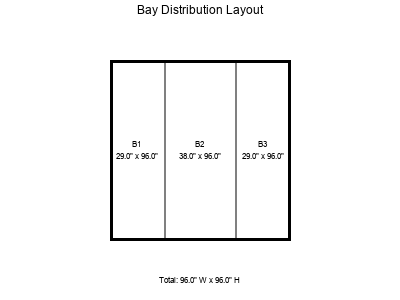 Bay Distribution Layout
B1
29.0" x 96.0"
B2
38.0" x 96.0"
B3
29.0" x 96.0"
Total: 96.0" W x 96.0" H